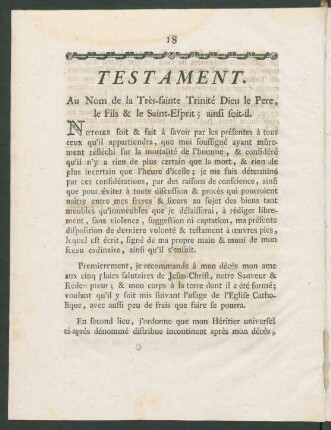 18
TESTAMENT.
Au Nom de la Très-sainte Trinité Dieu le Pere,
le Fils & le Saint-Esprit; ainsi soit-il.
NOTOIRE soit & fait à savoir par les présentes à tous
ceux qu'il appartiendra, que moi soussigné ayant mûre-
ment réfléchi sur la mortalité de l'homme, & considéré
qu'il n'y a rien de plus certain que la mort, & rien de
plus incertain que l'heure d'icelle; je me suis déterminé
par ces considérations, par des raisons de conscience, ainsi
que pour éviter à toute discussion & procès qui pourroient
naître entre mes freres & sœurs au sujet des biens tant
meubles qu'immeubles que je délaisserai, à rédiger libre-
ment, sans violence, suggestion ni captation, ma présente
disposition de derniere volonté & testament à œuvres pies,
lequel est écrit, signé de ma propre main & muni de mon
sceau ordinaire, ainsi qu'il s'ensuit.
Premierement, je recommande à mon décès mon ame
aux cinq plaies salutaires de Jesus-Christ, notre Sauveur &
Rédempteur; & mon corps à la terre dont il a été formé;
voulant qu'il y soit mis suivant l'usage de l'Eglise Catho-
lique, avec aussi peu de frais que faire se pourra.
En second lieu, j'ordonne que mon Héritier universel
ci-après dénommé distribue incontinent après mon décès,